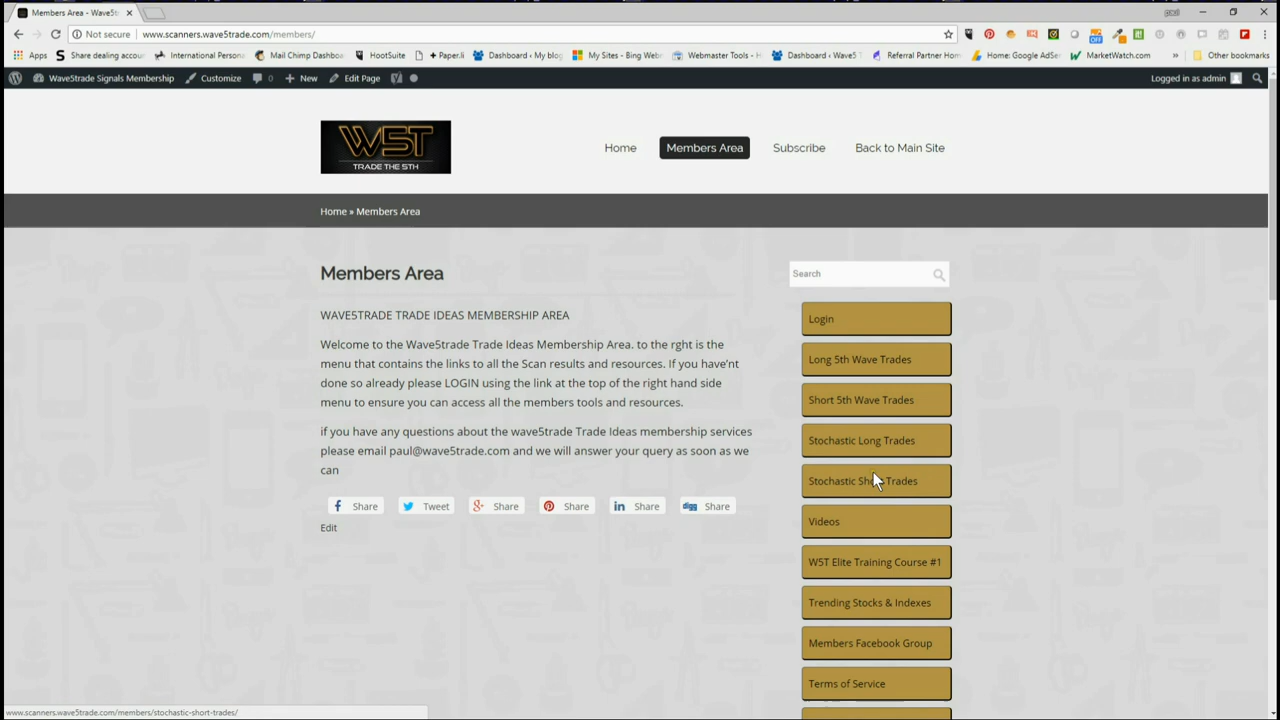 Members Area - Wave5t
Not secure www.scanners.wave5trade.com/members/
Apps Share dealing accou International Persona Mail Chimp Dashboa HootSuite + Paper.li Dashboard ‹ My blog My Sites - Bing Webm Webmaster Tools - H Dashboard ‹ Wave5 T Referral Partner Hom Home: Google AdSen MarketWatch.com » Other bookmarks
Wave5trade Signals Membership Customize 0 New Edit Page Logged in as admin
W5T
TRADE THE 5TH
Home Members Area Subscribe Back to Main Site
Home » Members Area
Members Area
WAVE5TRADE TRADE IDEAS MEMBERSHIP AREA
Welcome to the Wave5trade Trade Ideas Membership Area. to the rght is the
menu that contains the links to all the Scan results and resources. If you have'nt
done so already please LOGIN using the link at the top of the right hand side
menu to ensure you can access all the members tools and resources.
if you have any questions about the wave5trade Trade Ideas membership services
please email paul@wave5trade.com and we will answer your query as soon as we
can
Share Tweet Share Share Share Share
Edit
Search
Login
Long 5th Wave Trades
Short 5th Wave Trades
Stochastic Long Trades
Stochastic Short Trades
Videos
W5T Elite Training Course #1
Trending Stocks & Indexes
Members Facebook Group
Terms of Service
www.scanners.wave5trade.com/members/stochastic-short-trades/